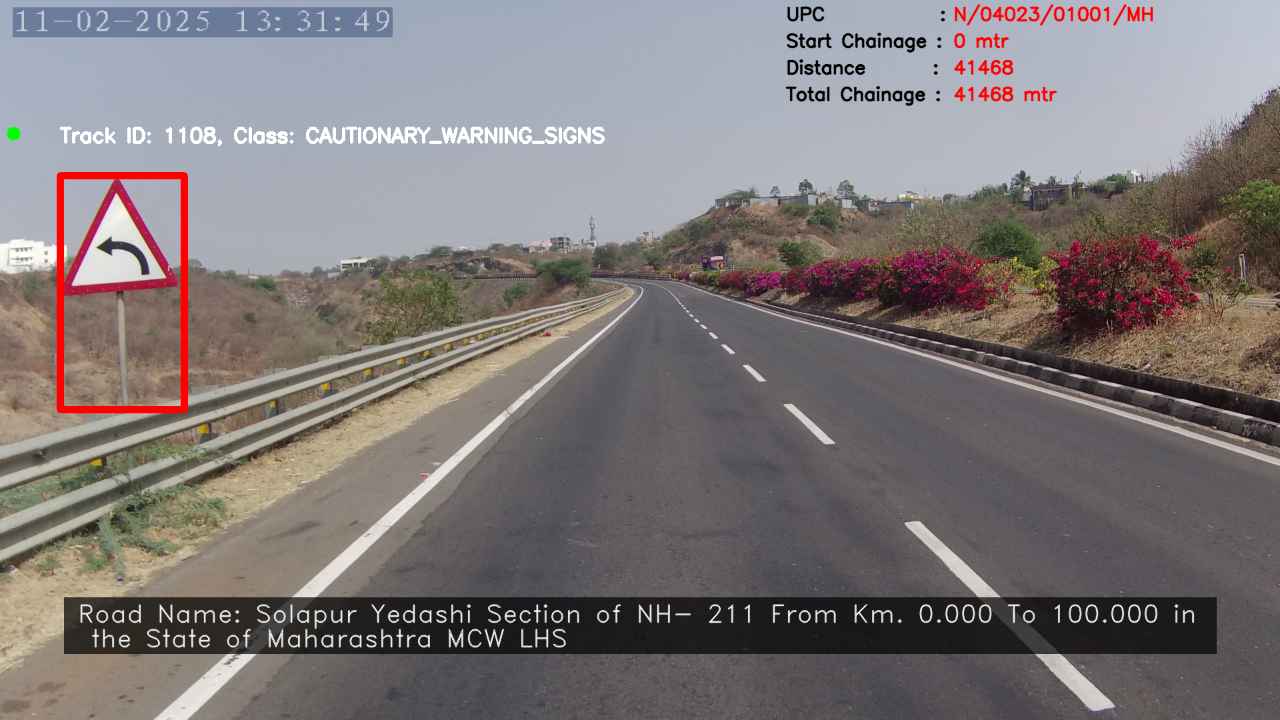 11-02-2025 13:31:49
UPC : N/04023/01001/MH
Start Chainage : 0 mtr
Distance : 41468
Total Chainage : 41468 mtr
Track ID: 1108, Class: CAUTIONARY_WARNING_SIGNS
Road Name: Solapur Yedashi Section of NH- 211 From Km. 0.000 To 100.000 in
the State of Maharashtra MCW LHS